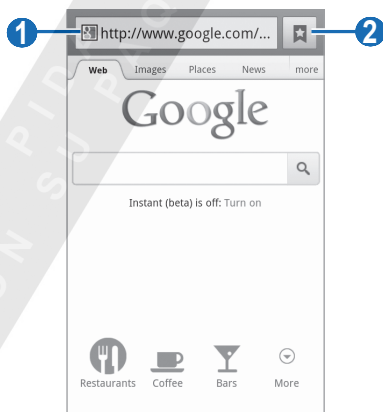 1 http://www.google.com/... 2
Web Images Places News more
Google
Instant (beta) is off: Turn on
Restaurants Coffee Bars More